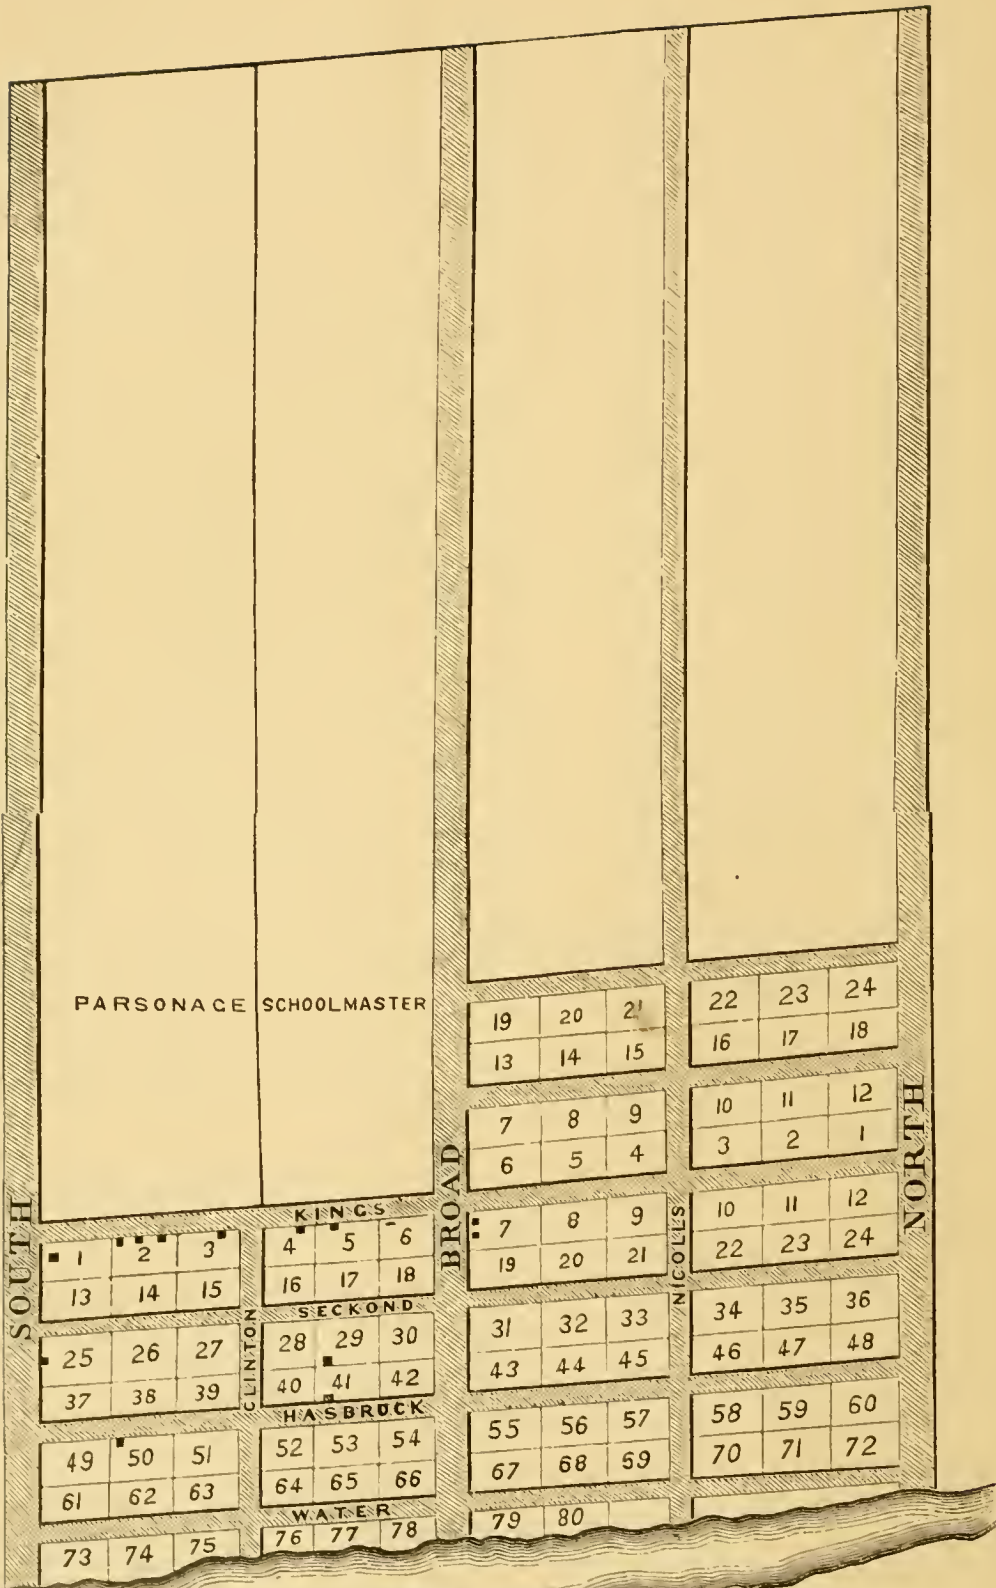 PARSONAGE SCHOOLMASTER
19 20 21
13 14 15
22 23 24
16 17 18
7 8 9
6 5 4
10 11 12
3 2 1
NORTH
BROAD
SOUTH
KINGS
1 2 3
13 14 15
4 5 6
16 17 18
7 8 9
19 20 21
NICOLLS
10 11 12
22 23 24
SECKOND
CLINTON
25 26 27
37 38 39
28 29 30
40 41 42
31 32 33
43 44 45
34 35 36
46 47 48
HASBRUCK
49 50 51
61 62 63
52 53 54
64 65 66
55 56 57
67 68 69
58 59 60
70 71 72
WATER
73 74 75
76 77 78
79 80